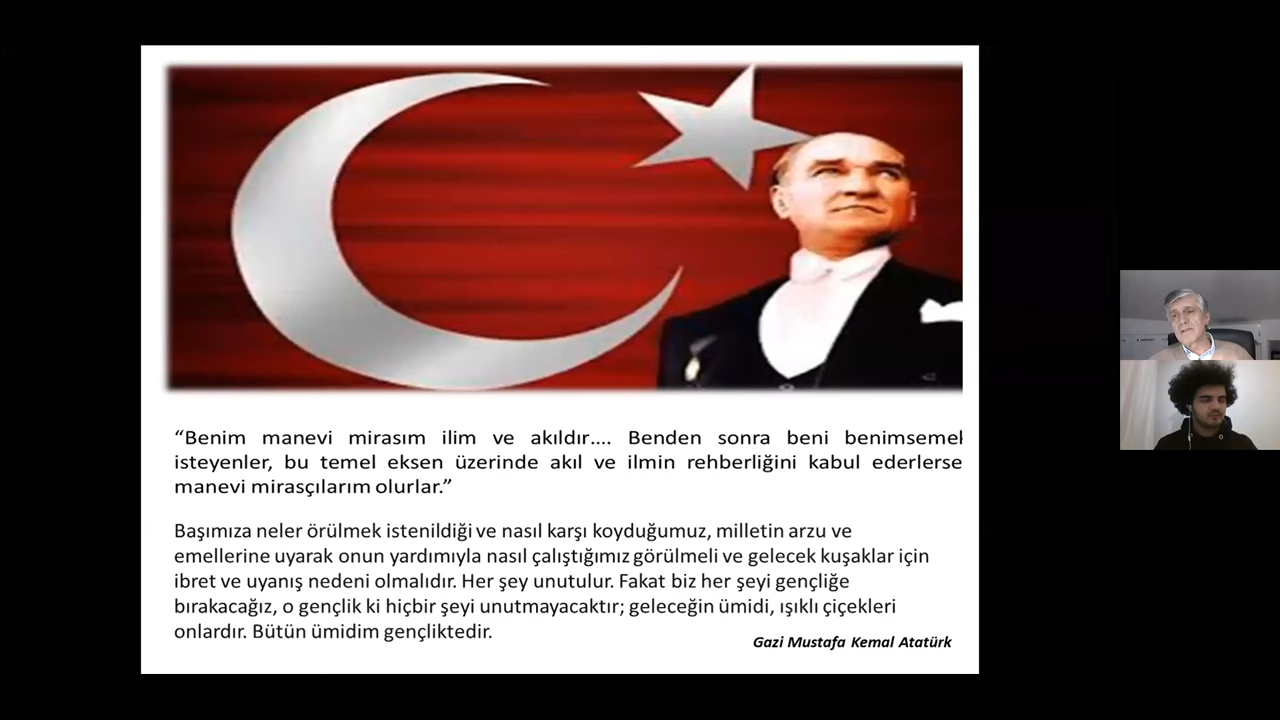 “Benim manevi mirasım ilim ve akıldır.... Benden sonra beni benimsemek
isteyenler, bu temel eksen üzerinde akıl ve ilmin rehberliğini kabul ederlerse
manevi mirasçılarım olurlar.”
Başımıza neler örülmek istenildiği ve nasıl karşı koyduğumuz, milletin arzu ve
emellerine uyarak onun yardımıyla nasıl çalıştığımız görülmeli ve gelecek kuşaklar için
ibret ve uyanış nedeni olmalıdır. Her şey unutulur. Fakat biz her şeyi gençliğe
bırakacağız, o gençlik ki hiçbir şeyi unutmayacaktır; geleceğin ümidi, ışıklı çiçekleri
onlardır. Bütün ümidim gençliktedir.
Gazi Mustafa Kemal Atatürk